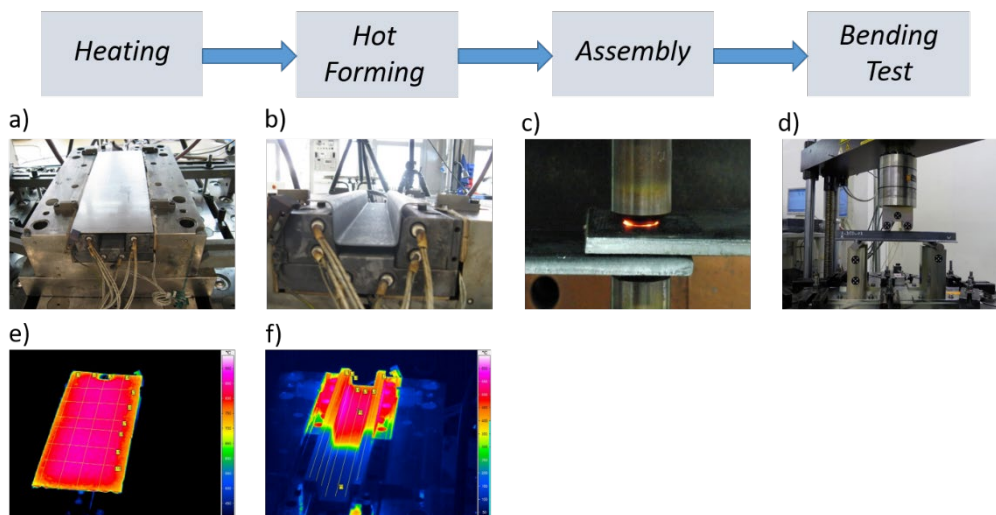 Heating
Hot
Forming
Assembly
Bending
Test
a)
b)
c)
d)
e)
f)